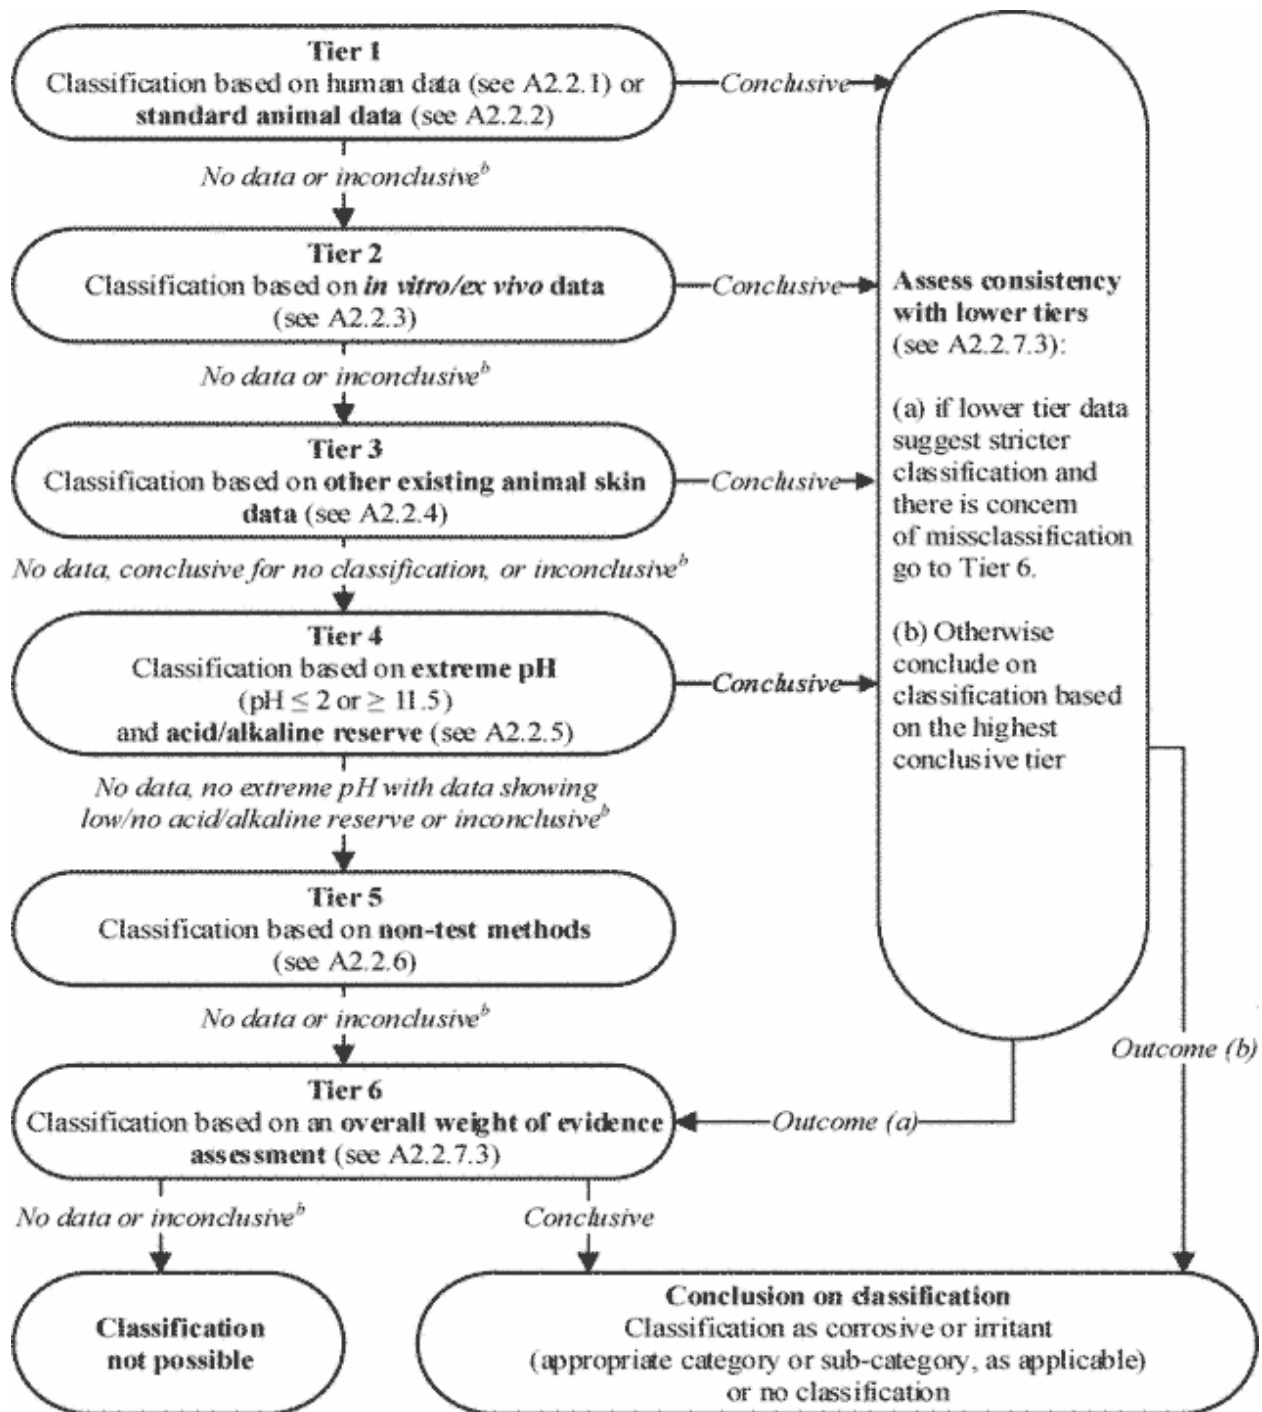 Tier 1
Classification based on human data (see A2.2.1) or
standard animal data (see A2.2.2)
Conclusive
No data or inconclusiveᵇ
Tier 2
Classification based on in vitro/ex vivo data
(see A2.2.3)
Conclusive
No data or inconclusiveᵇ
Tier 3
Classification based on other existing animal skin
data (see A2.2.4)
Conclusive
No data, conclusive for no classification, or inconclusiveᵇ
Tier 4
Classification based on extreme pH
(pH ≤ 2 or ≥ 11.5)
and acid/alkaline reserve (see A2.2.5)
Conclusive
No data, no extreme pH with data showing
low/no acid/alkaline reserve or inconclusiveᵇ
Tier 5
Classification based on non-test methods
(see A2.2.6)
No data or inconclusiveᵇ
Tier 6
Classification based on an overall weight of evidence
assessment (see A2.2.7.3)
Assess consistency
with lower tiers
(see A2.2.7.3):
(a) if lower tier data
suggest stricter
classification and
there is concern
of missclassification
go to Tier 6.
(b) Otherwise
conclude on
classification based
on the highest
conclusive tier
Outcome (a)
Outcome (b)
No data or inconclusiveᵇ
Conclusive
Classification
not possible
Conclusion on classification
Classification as corrosive or irritant
(appropriate category or sub-category, as applicable)
or no classification